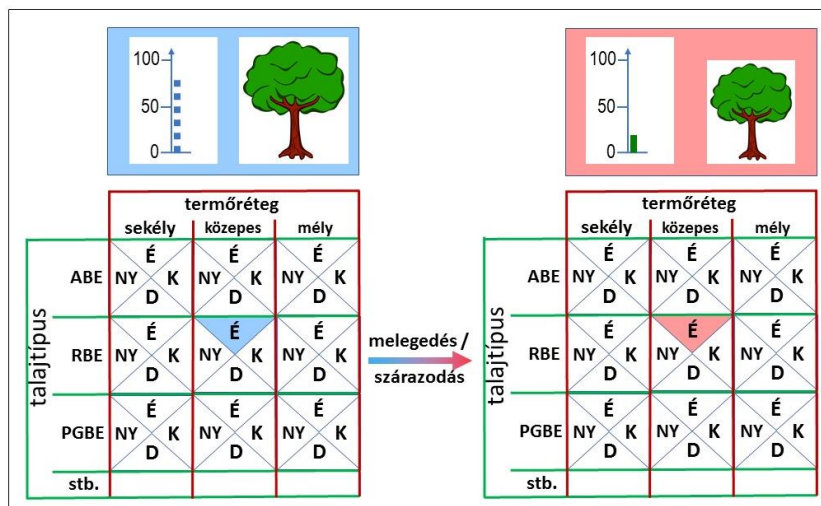 100
50
0
100
50
0
termőréteg
sekély közepes mély
talajtípus
ABE
É É É
NY K NY K NY K
D D D
RBE
É É É
NY K NY K NY K
D D D
PGBE
É É É
NY K NY K NY K
D D D
stb.
melegedés /
szárazodás
termőréteg
sekély közepes mély
talajtípus
ABE
É É É
NY K NY K NY K
D D D
RBE
É É É
NY K NY K NY K
D D D
PGBE
É É É
NY K NY K NY K
D D D
stb.